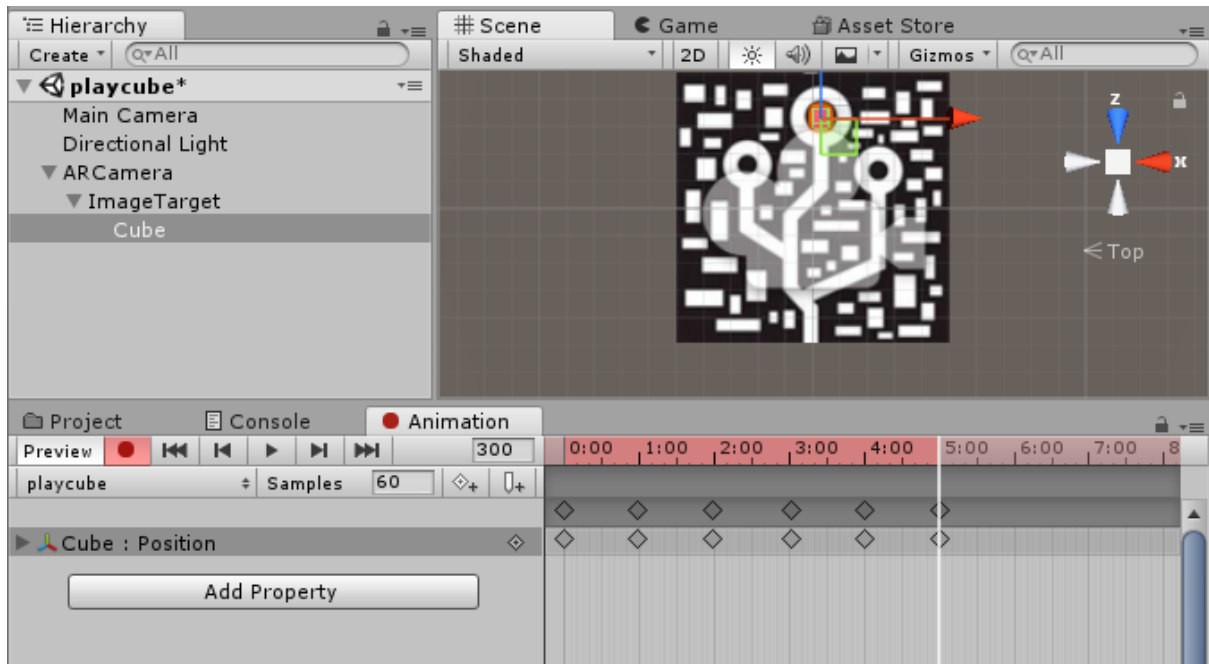 Hierarchy
Create All
playcube*
Main Camera
Directional Light
ARCamera
ImageTarget
Cube
Scene Game Asset Store
Shaded 2D Gizmos All
z
x
Top
Project Console Animation
Preview 300 0:00 1:00 2:00 3:00 4:00 5:00 6:00 7:00 8
playcube Samples 60
Cube : Position
Add Property